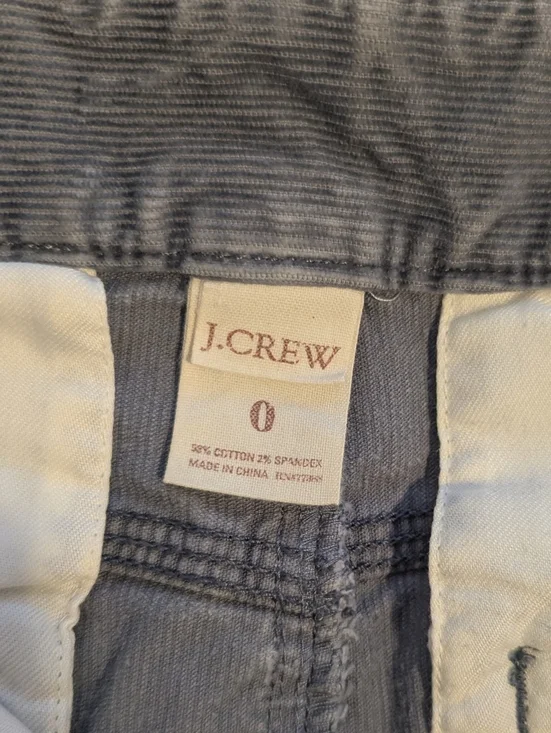 J.CREW
0
98% COTTON 2% SPANDEX
MADE IN CHINA